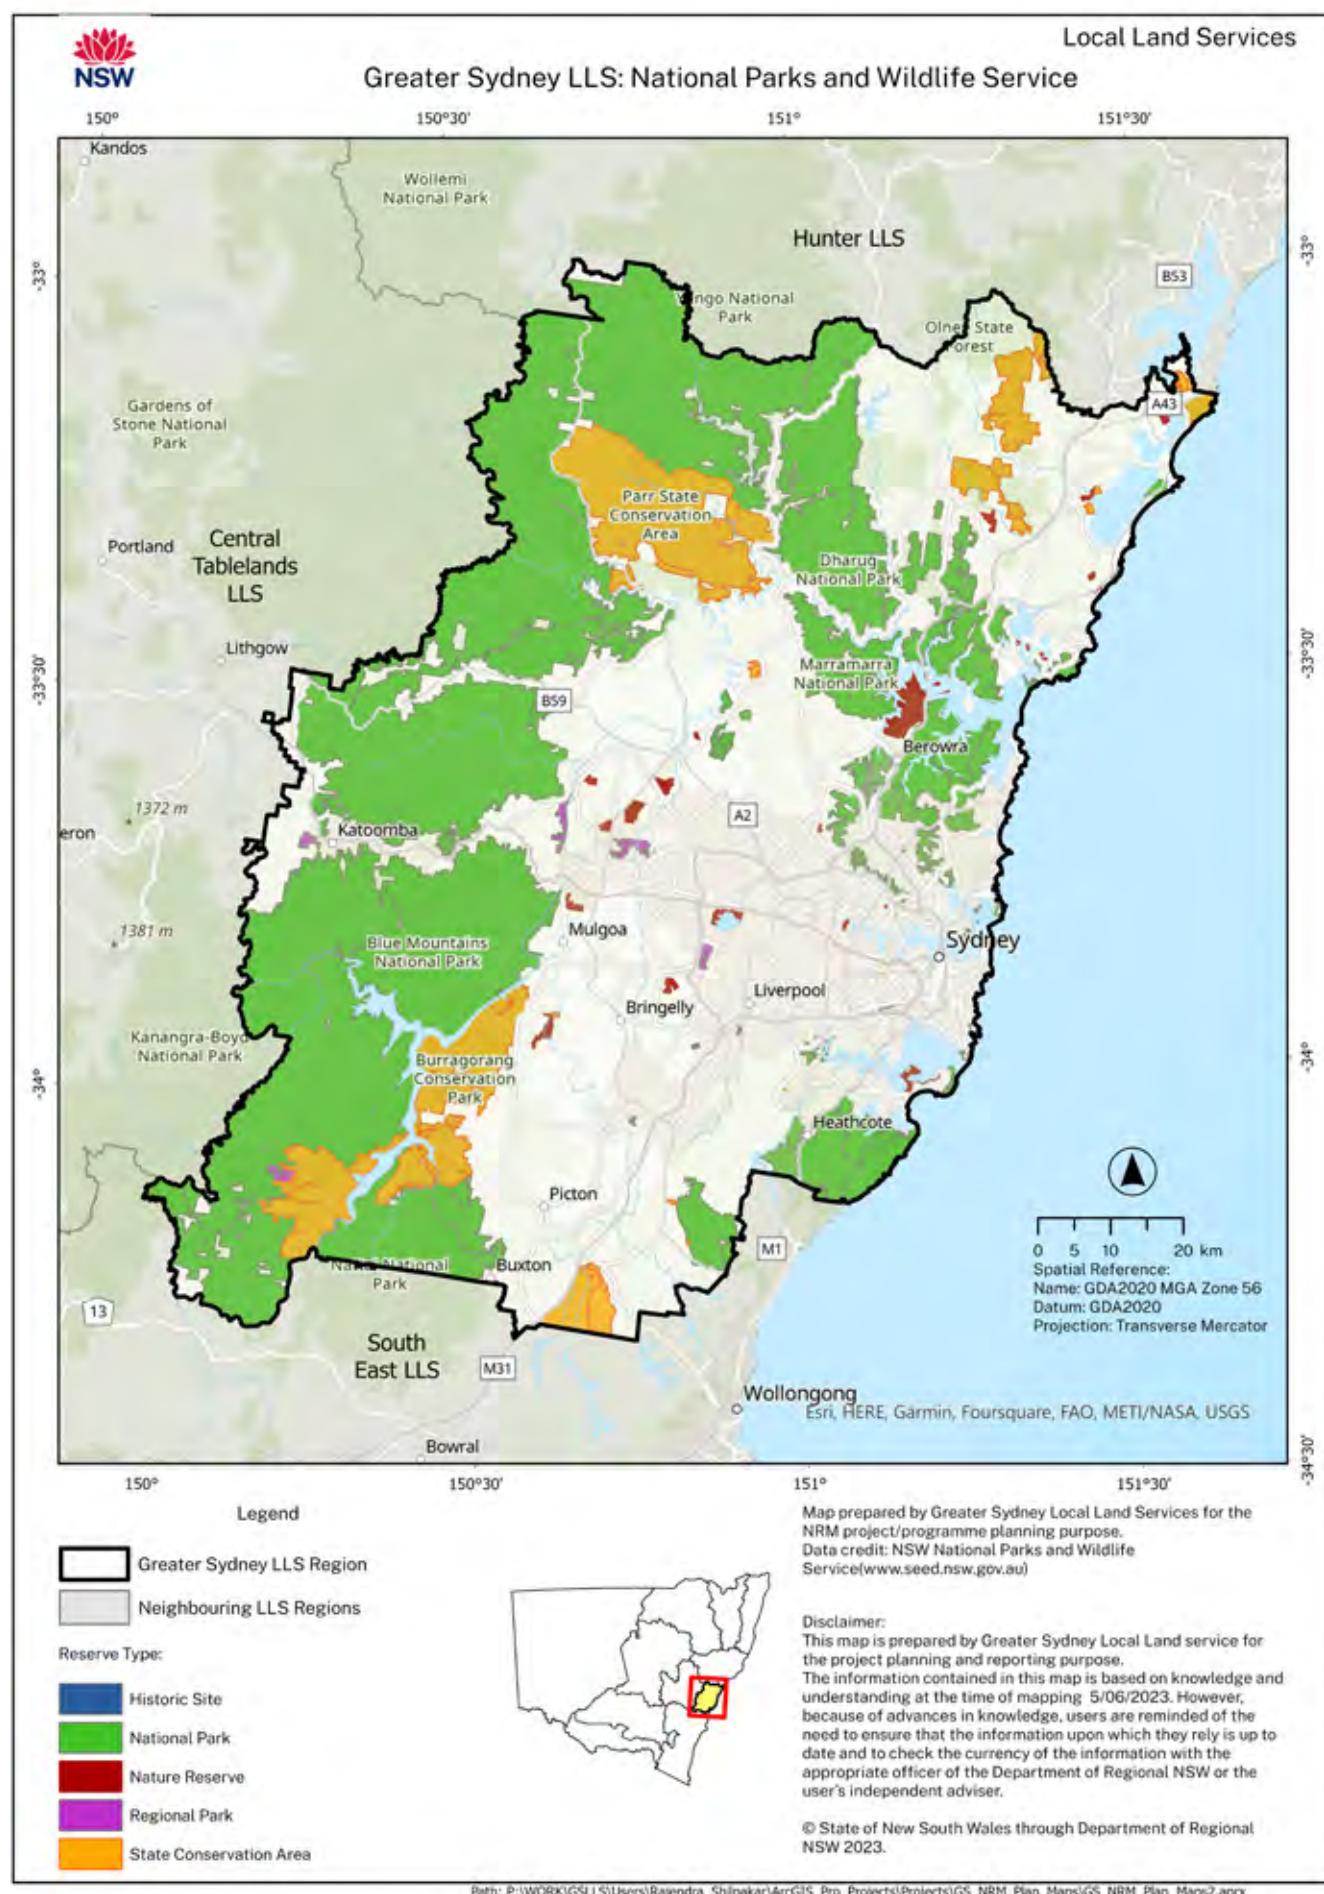 Local Land Services
NSW
Greater Sydney LLS: National Parks and Wildlife Service
150°
150°30'
151°
151°30'
Kandos
Wollemi
National Park
Hunter LLS
B53
-33°
-33°
National
Park
Olney State
Forest
Gardens of
Stone National
Park
A43
Parr State
Conservation
Area
Portland
Central
Tablelands
LLS
Dharug
National Park
Lithgow
-33°30'
-33°30'
Marramarra
National Park
B59
Berowra
1372 m
eron
Katoomba
A2
1381 m
Mulgoa
Blue Mountains
National Park
Sydney
Liverpool
Bringelly
Kanangra-Boyd
National Park
Burragorang
Conservation
Park
-34°
-34°
Heathcote
Picton
M1
0 5 10 20 km
Spatial Reference:
Name: GDA2020 MGA Zone 56
Datum: GDA2020
Projection: Transverse Mercator
National
Park
Buxton
13
South
East LLS
M31
Wollongong
Esri, HERE, Garmin, Foursquare, FAO, METI/NASA, USGS
Bowral
-34°30'
150°
150°30'
151°
151°30'
Legend
Greater Sydney LLS Region
Neighbouring LLS Regions
Reserve Type:
Historic Site
National Park
Nature Reserve
Regional Park
State Conservation Area
Map prepared by Greater Sydney Local Land Services for the
NRM project/programme planning purpose.
Data credit: NSW National Parks and Wildlife
Service(www.seed.nsw.gov.au)
Disclaimer:
This map is prepared by Greater Sydney Local Land service for
the project planning and reporting purpose.
The information contained in this map is based on knowledge and
understanding at the time of mapping 5/06/2023. However,
because of advances in knowledge, users are reminded of the
need to ensure that the information upon which they rely is up to
date and to check the currency of the information with the
appropriate officer of the Department of Regional NSW or the
user's independent adviser.
© State of New South Wales through Department of Regional
NSW 2023.
Path: P:\WORK\GSLLS\Users\Rajendra_Shilpakar\ArcGIS_Pro_Projects\Projects\GS_NRM_Plan_Maps\GS_NRM_Plan_Maps2.aprx